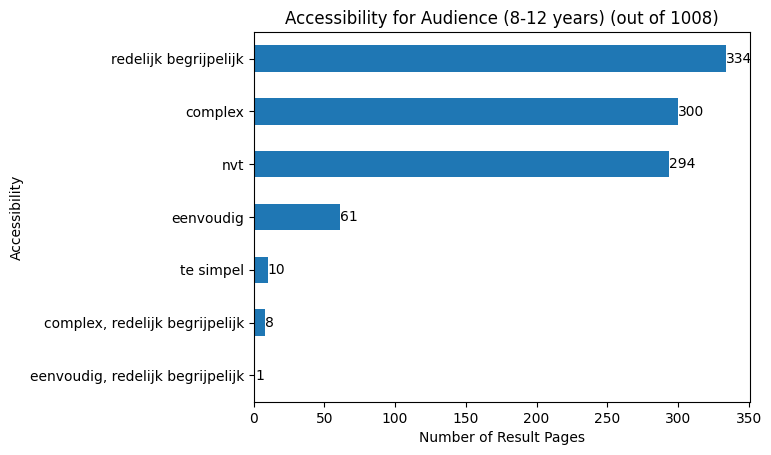 Accessibility for Audience (8-12 years) (out of 1008)
redelijk begrijpelijk 334
complex 300
nvt 294
eenvoudig 61
te simpel 10
complex, redelijk begrijpelijk 8
eenvoudig, redelijk begrijpelijk 1
Accessibility
0 50 100 150 200 250 300 350
Number of Result Pages